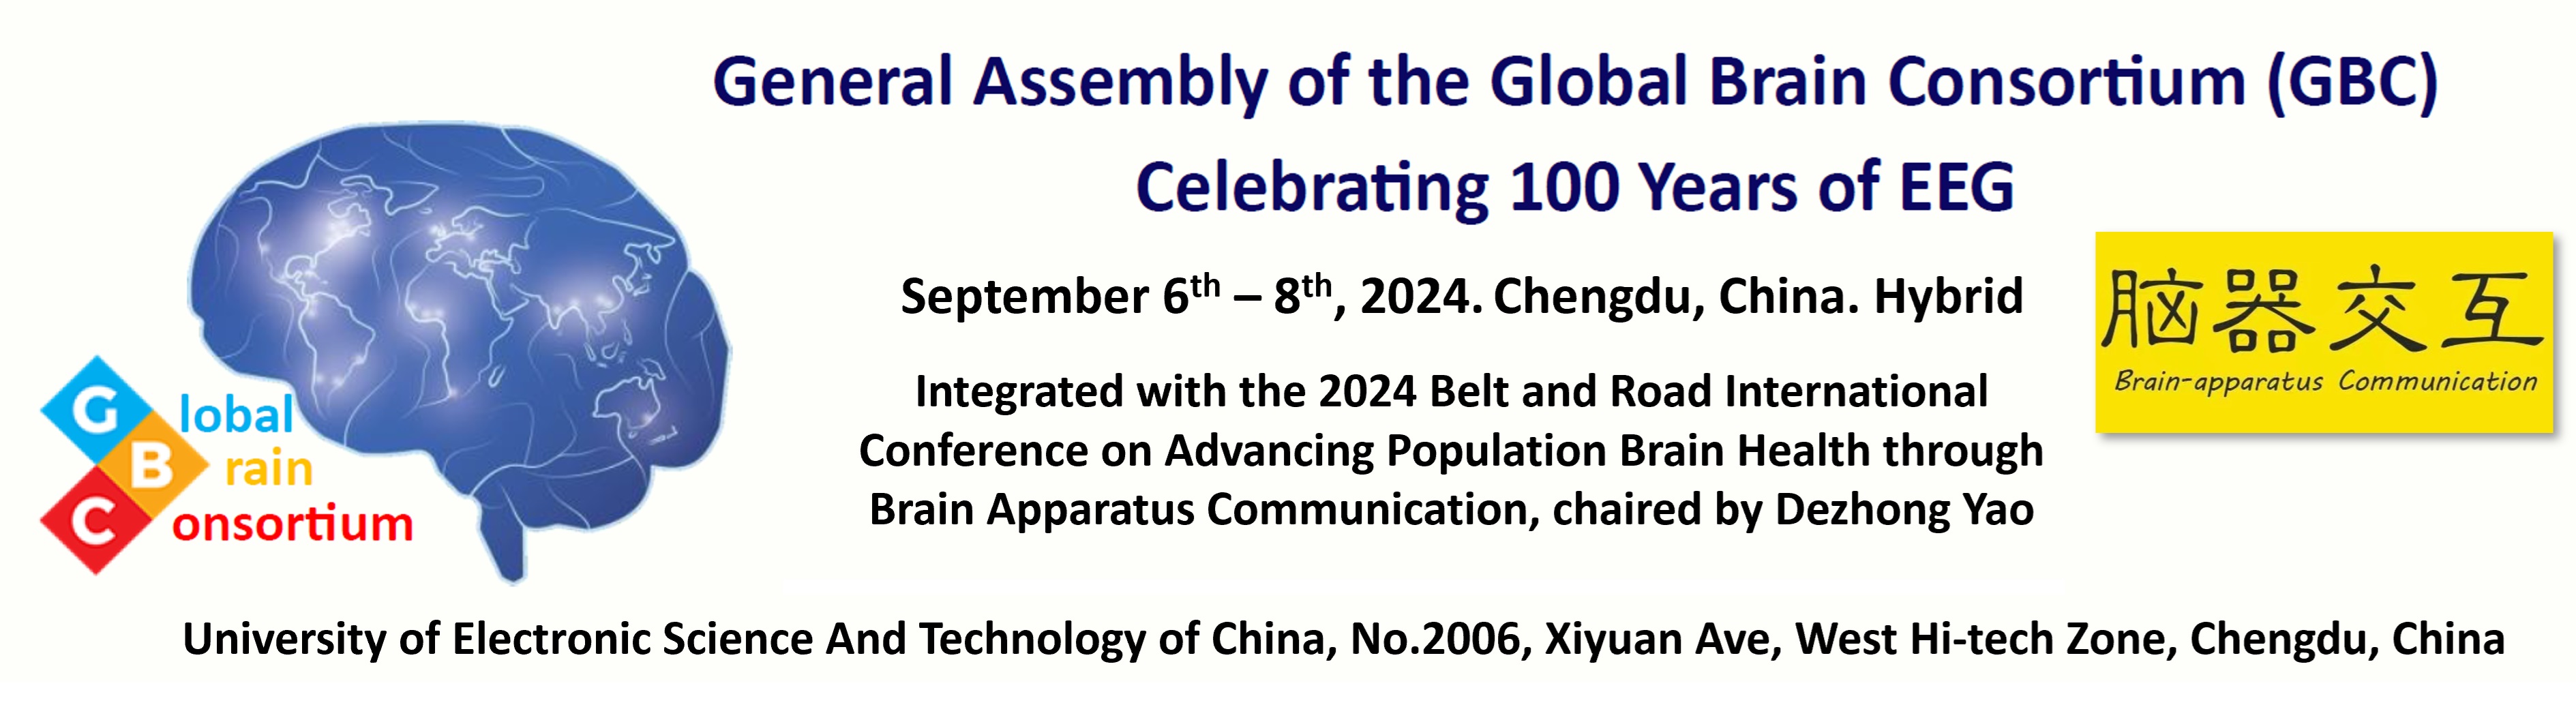 General Assembly of the Global Brain Consortium (GBC)
Celebrating 100 Years of EEG
September 6th – 8th, 2024. Chengdu, China. Hybrid
Integrated with the 2024 Belt and Road International
Conference on Advancing Population Brain Health through
Brain Apparatus Communication, chaired by Dezhong Yao
脑器交互
Brain-apparatus Communication
Global
Brain
Consortium
University of Electronic Science And Technology of China, No.2006, Xiyuan Ave, West Hi-tech Zone, Chengdu, China